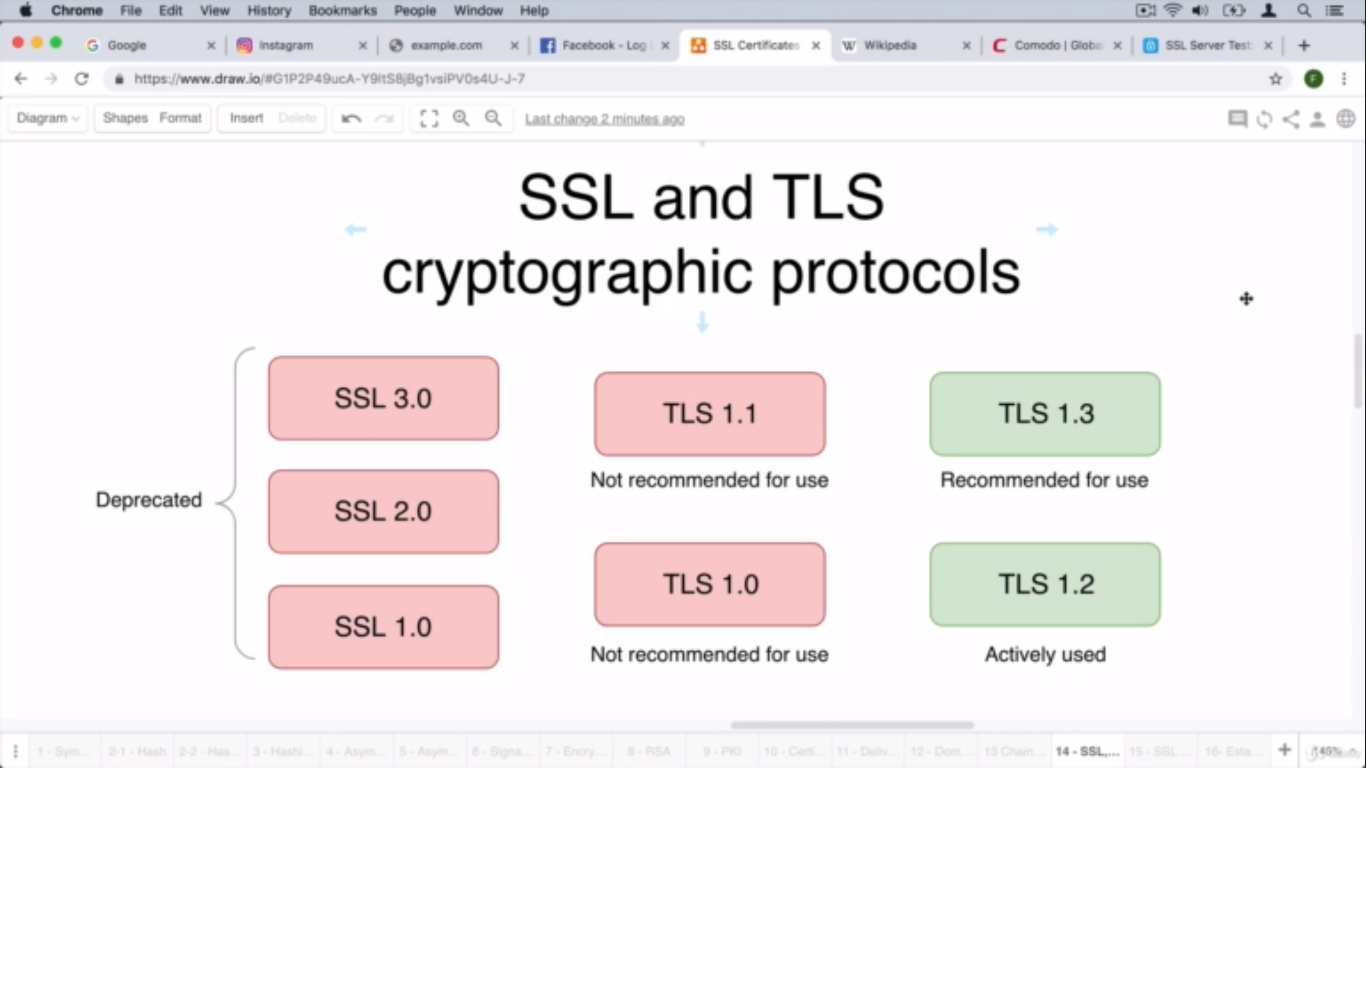 Chrome File Edit View History Bookmarks People Window Help
Google Instagram example.com Facebook - Log SSL Certificates Wikipedia Comodo | Globa SSL Server Test
https://www.draw.io/#G1P2P49ucA-Y9ItS8jBg1vsiPV0s4U-J-7
Diagram Shapes Format Insert Delete Last change 2 minutes ago
SSL and TLS
cryptographic protocols
SSL 3.0
TLS 1.1
TLS 1.3
Not recommended for use
Recommended for use
Deprecated
SSL 2.0
TLS 1.0
TLS 1.2
SSL 1.0
Not recommended for use
Actively used
1 - Sym... 2-1 - Hash 2-2 - Has... 3 - Hashi... 4 - Asym... 5 - Asym... 6 - Signa... 7 - Encry... 8 - RSA 9 - PKI 10 - Certi... 11 - Deliv... 12 - Dom... 13 Chain... 14 - SSL,... 15 - SSL ... 16- Esta...